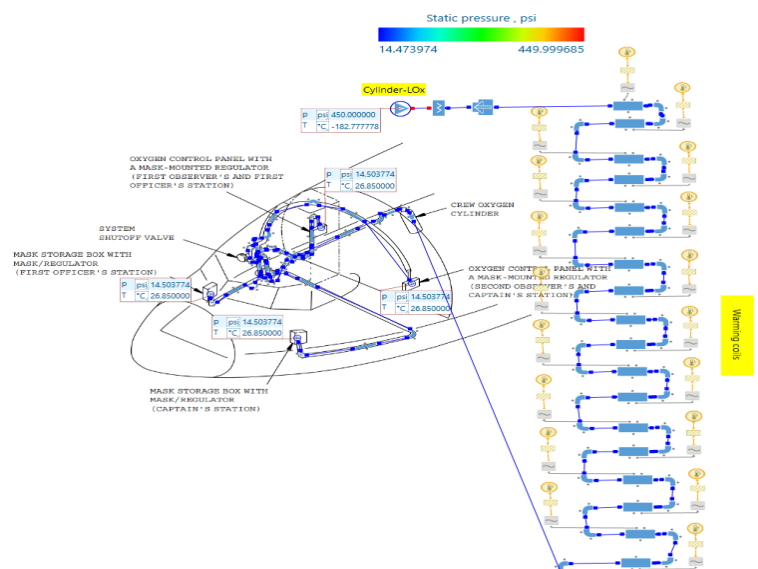 Static pressure , psi
14.473974 449.999685
Cylinder-LOx
p psi 450.000000
T °C -182.777778
OXYGEN CONTROL PANEL WITH
A MASK-MOUNTED REGULATOR
(FIRST OBSERVER'S AND FIRST
OFFICER'S STATION)
p psi 14.503774
T °C 26.850000
CREW OXYGEN
CYLINDER
SYSTEM
SHUTOFF VALVE
MASK STORAGE BOX WITH
MASK/REGULATOR
(FIRST OFFICER'S STATION)
OXYGEN CONTROL PANEL WITH
A MASK-MOUNTED REGULATOR
(SECOND OBSERVER'S AND
CAPTAIN'S STATION)
p psi 14.503774
T °C 26.850000
p psi 14.503774
T °C 26.850000
p psi 14.503774
T °C 26.850000
Warming coils
MASK STORAGE BOX WITH
MASK/REGULATOR
(CAPTAIN'S STATION)